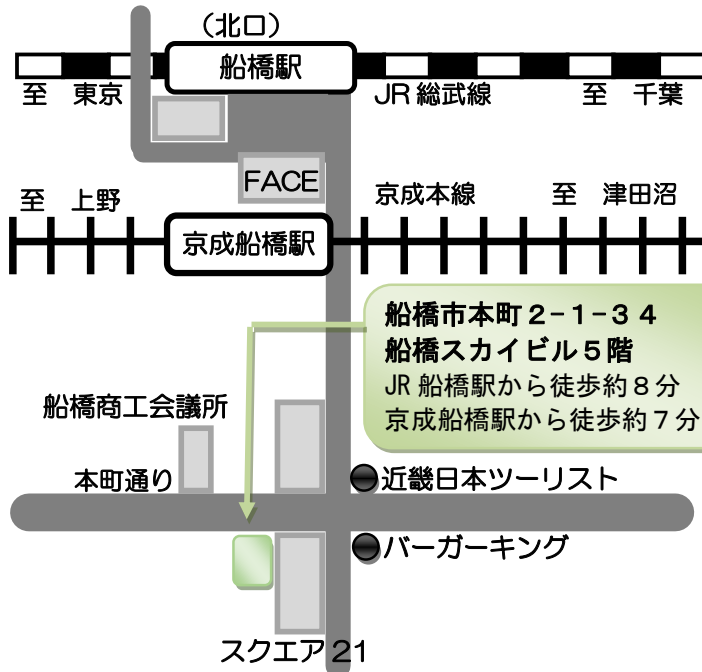 （北口）
船橋駅
至　東京
JR 総武線
至　千葉
FACE
至　上野
京成本線
至　津田沼
京成船橋駅
船橋市本町２-１-３４
船橋スカイビル５階
JR 船橋駅から徒歩約８分
京成船橋駅から徒歩約７分
船橋商工会議所
本町通り
近畿日本ツーリスト
バーガーキング
スクエア 21